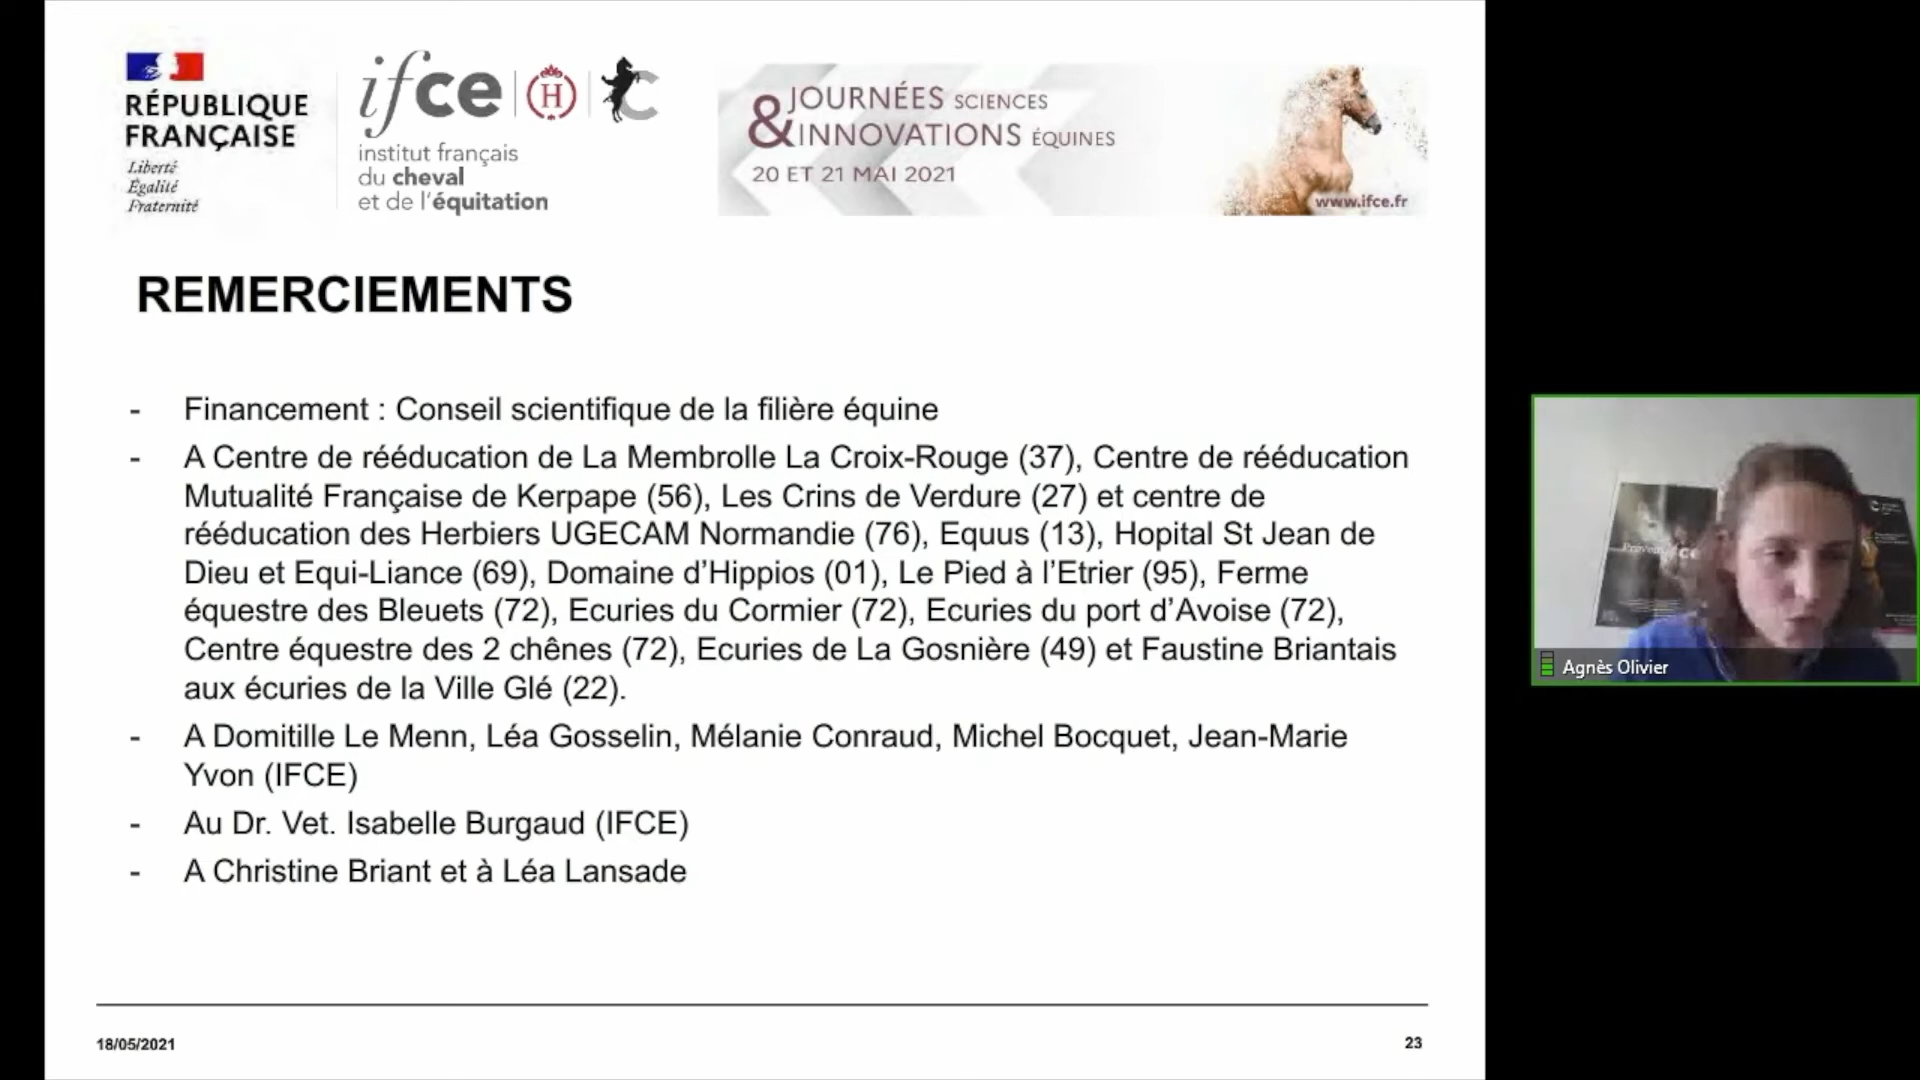 RÉPUBLIQUE
FRANÇAISE
Liberté
Égalité
Fraternité
ifce
H
C
institut français
du cheval
et de l'équitation
JOURNÉES SCIENCES
& INNOVATIONS ÉQUINES
20 ET 21 MAI 2021
www.ifce.fr
REMERCIEMENTS
- Financement : Conseil scientifique de la filière équine
- A Centre de rééducation de La Membrolle La Croix-Rouge (37), Centre de rééducation
Mutualité Française de Kerpape (56), Les Crins de Verdure (27) et centre de
rééducation des Herbiers UGECAM Normandie (76), Equus (13), Hopital St Jean de
Dieu et Equi-Liance (69), Domaine d’Hippios (01), Le Pied à l’Etrier (95), Ferme
équestre des Bleuets (72), Ecuries du Cormier (72), Ecuries du port d’Avoise (72),
Centre équestre des 2 chênes (72), Ecuries de La Gosnière (49) et Faustine Briantais
aux écuries de la Ville Glé (22).
- A Domitille Le Menn, Léa Gosselin, Mélanie Conraud, Michel Bocquet, Jean-Marie
Yvon (IFCE)
- Au Dr. Vet. Isabelle Burgaud (IFCE)
- A Christine Briant et à Léa Lansade
18/05/2021
23
Agnès Olivier